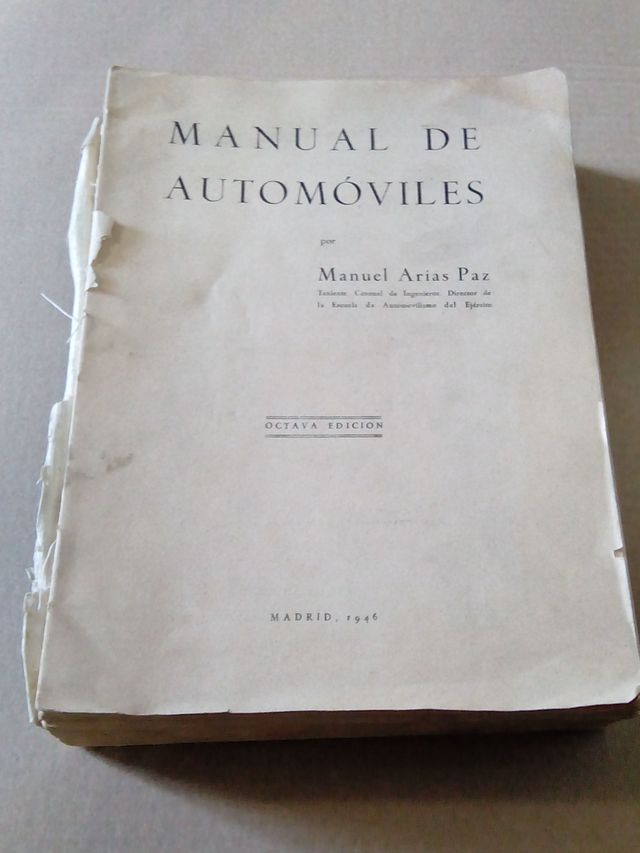 MANUAL DE
AUTOMÓVILES
por
Manuel Arias Paz
Teniente Coronel de Ingenieros. Director de
la Escuela de Automovilismo del Ejército
OCTAVA EDICION
MADRID, 1946